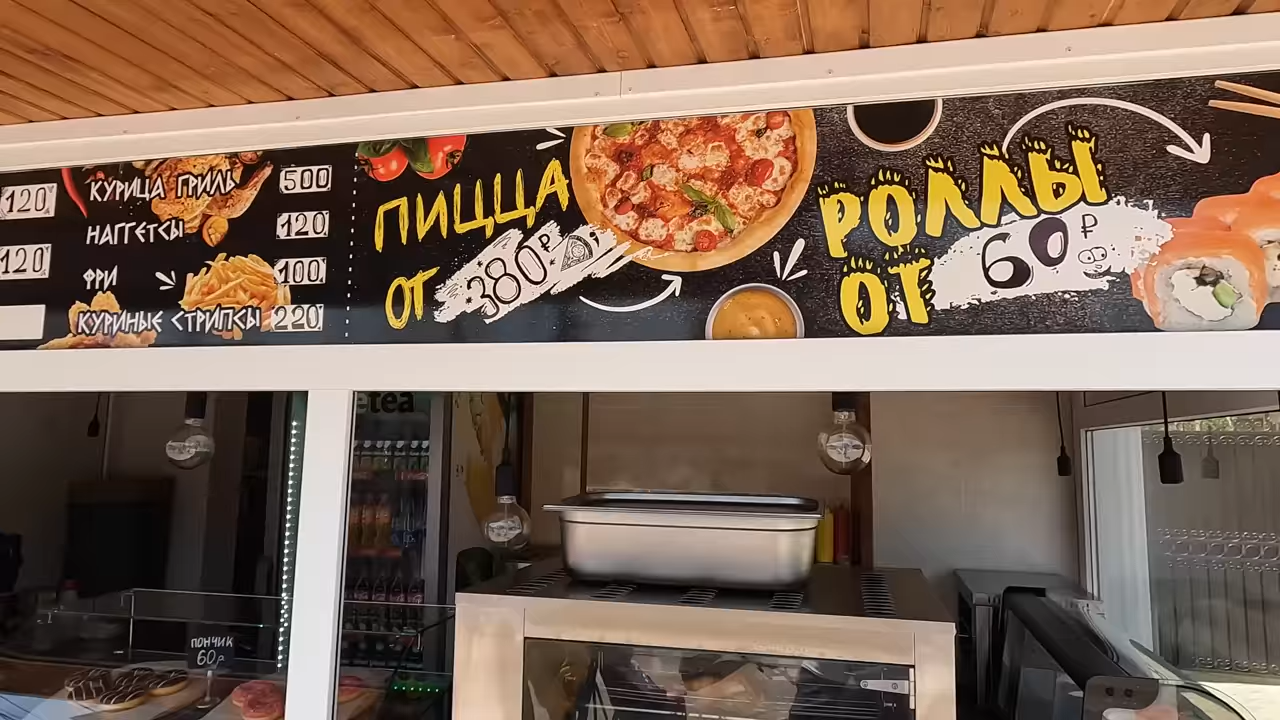 120
120
КУРИЦА ГРИЛЬ 500
НАГГЕТСЫ 120
ФРИ 100
КУРИНЫЕ СТРИПСЫ 220
ПИЦЦА
ОТ 380₽
РОЛЛЫ
ОТ 60₽
etea
ПОНЧИК
60р